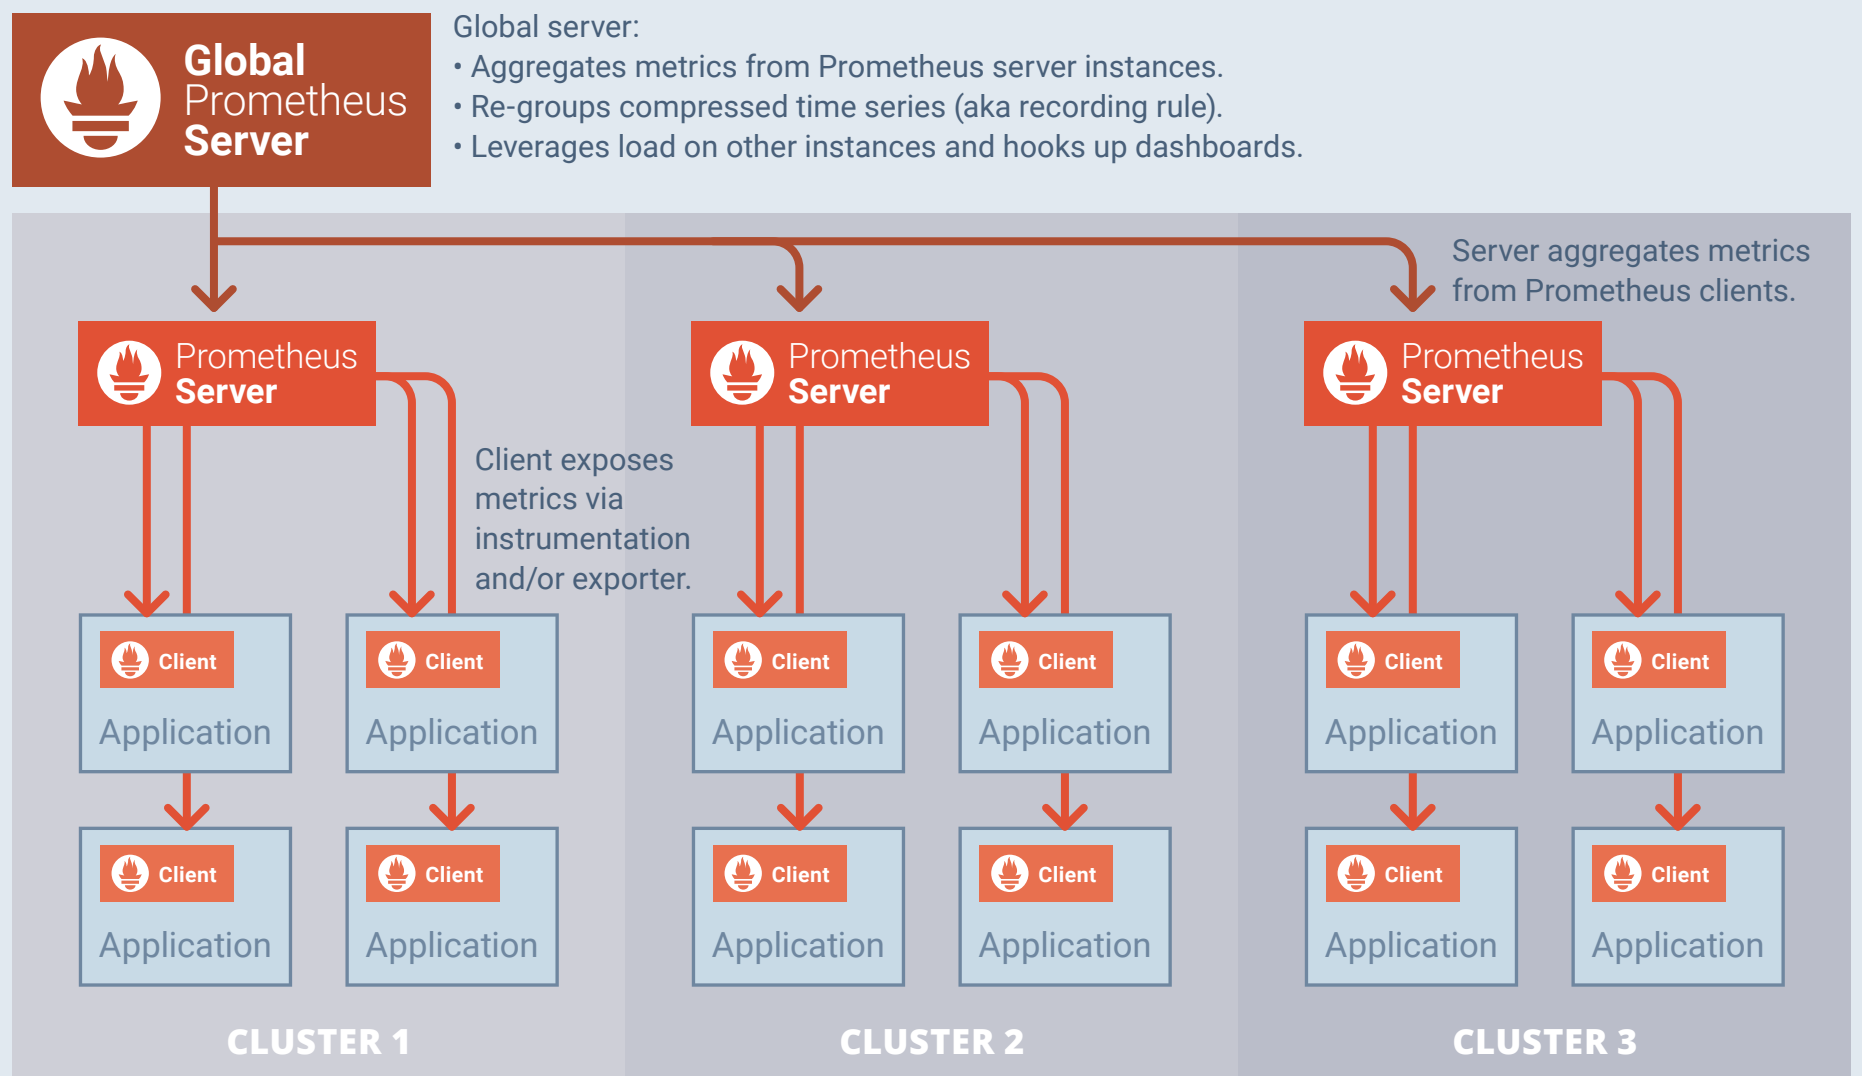 Global
Prometheus
Server
Global server:
• Aggregates metrics from Prometheus server instances.
• Re-groups compressed time series (aka recording rule).
• Leverages load on other instances and hooks up dashboards.
Server aggregates metrics
from Prometheus clients.
Prometheus
Server
Prometheus
Server
Prometheus
Server
Client exposes
metrics via
instrumentation
and/or exporter.
Client
Application
Client
Application
Client
Application
Client
Application
Client
Application
Client
Application
Client
Application
Client
Application
Client
Application
Client
Application
Client
Application
Client
Application
CLUSTER 1
CLUSTER 2
CLUSTER 3